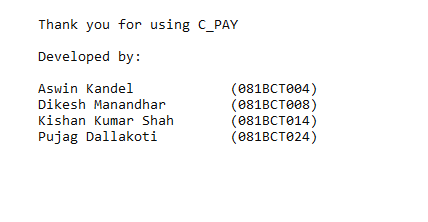 Thank you for using C_PAY
Developed by:
Aswin Kandel (081BCT004)
Dikesh Manandhar (081BCT008)
Kishan Kumar Shah (081BCT014)
Pujag Dallakoti (081BCT024)